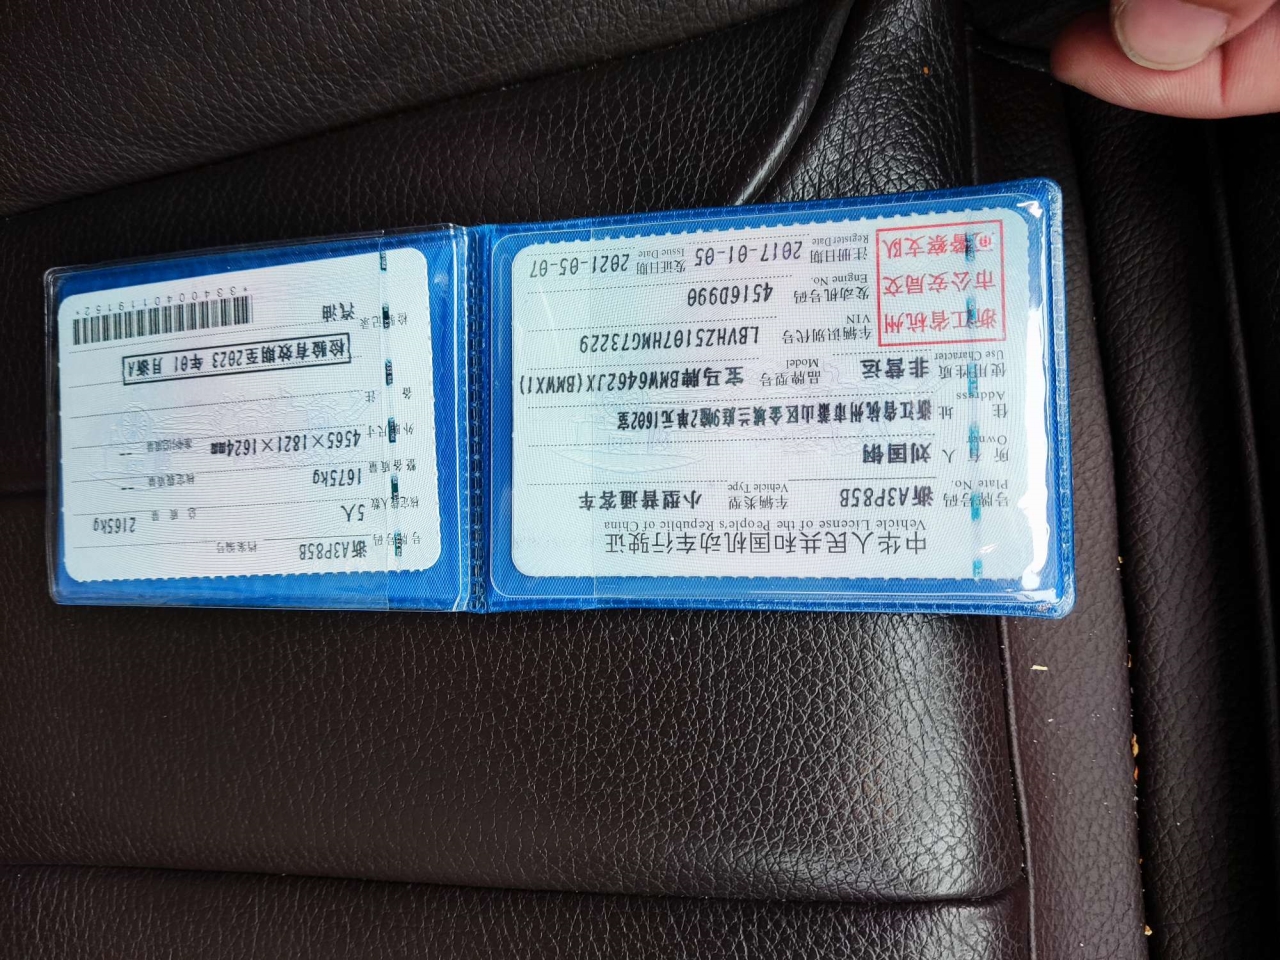 中华人民共和国机动车行驶证
Vehicle License of the People's Republic of China
号牌号码 浙A3P85B 车辆类型 小型普通客车
Plate No. Vehicle Type
所有人 刘国钢
Owner
住址 浙江省杭州市萧山区金城兰庭9幢2单元1602室
Address
使用性质 非营运 品牌型号 宝马牌BMW6462JX(BMWX1)
Use Character Model
车辆识别代号 LBVHZ5107HMG73229
VIN
发动机号码 4516D990
Engine No.
注册日期 2017-01-05 发证日期 2021-05-07
Register Date Issue Date
浙江省杭州
市公安局交
警察支队
号牌号码 浙A3P85B 档案编号
核定载人数 5人 总质量 2165kg
整备质量 1675kg 核定载质量 --
外廓尺寸 4565×1821×1624mm 准牵引总质量 --
备注
检验有效期至2023年01月浙A
检验记录
汽油
*3340040119152*